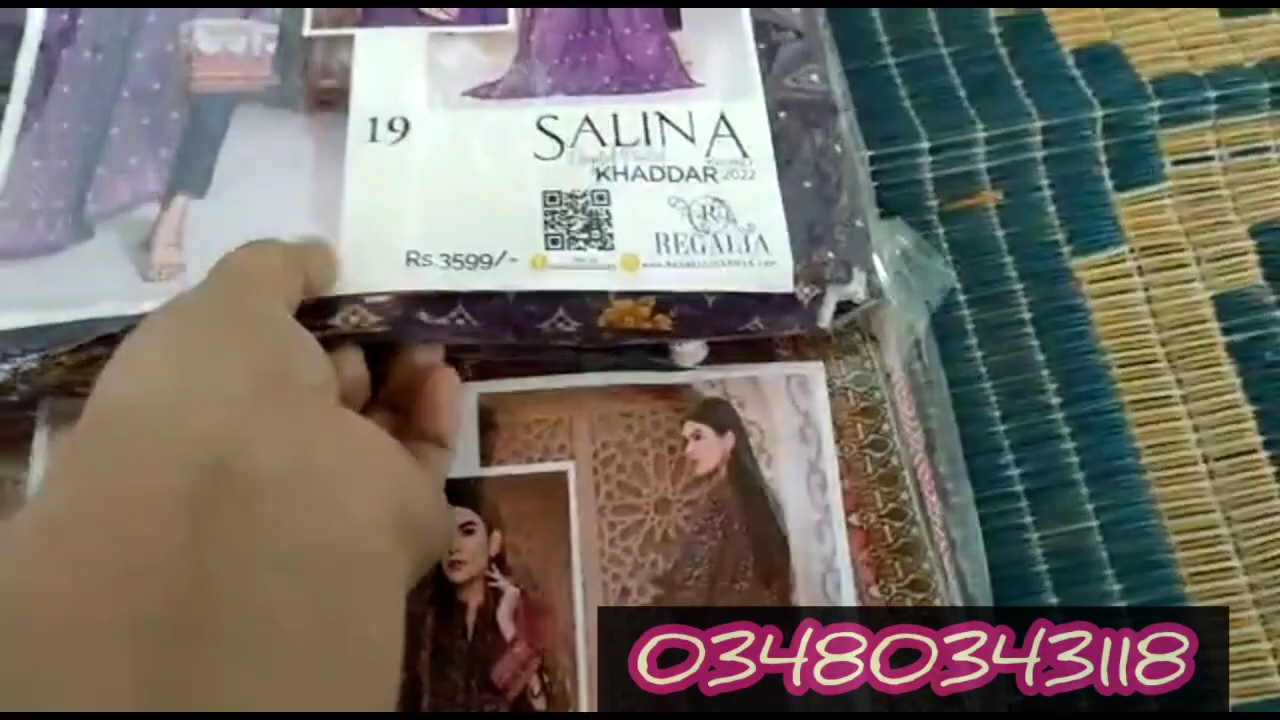 19
SALINA
KHADDAR 2022
REGALIA
Rs.3599/-
03480343118